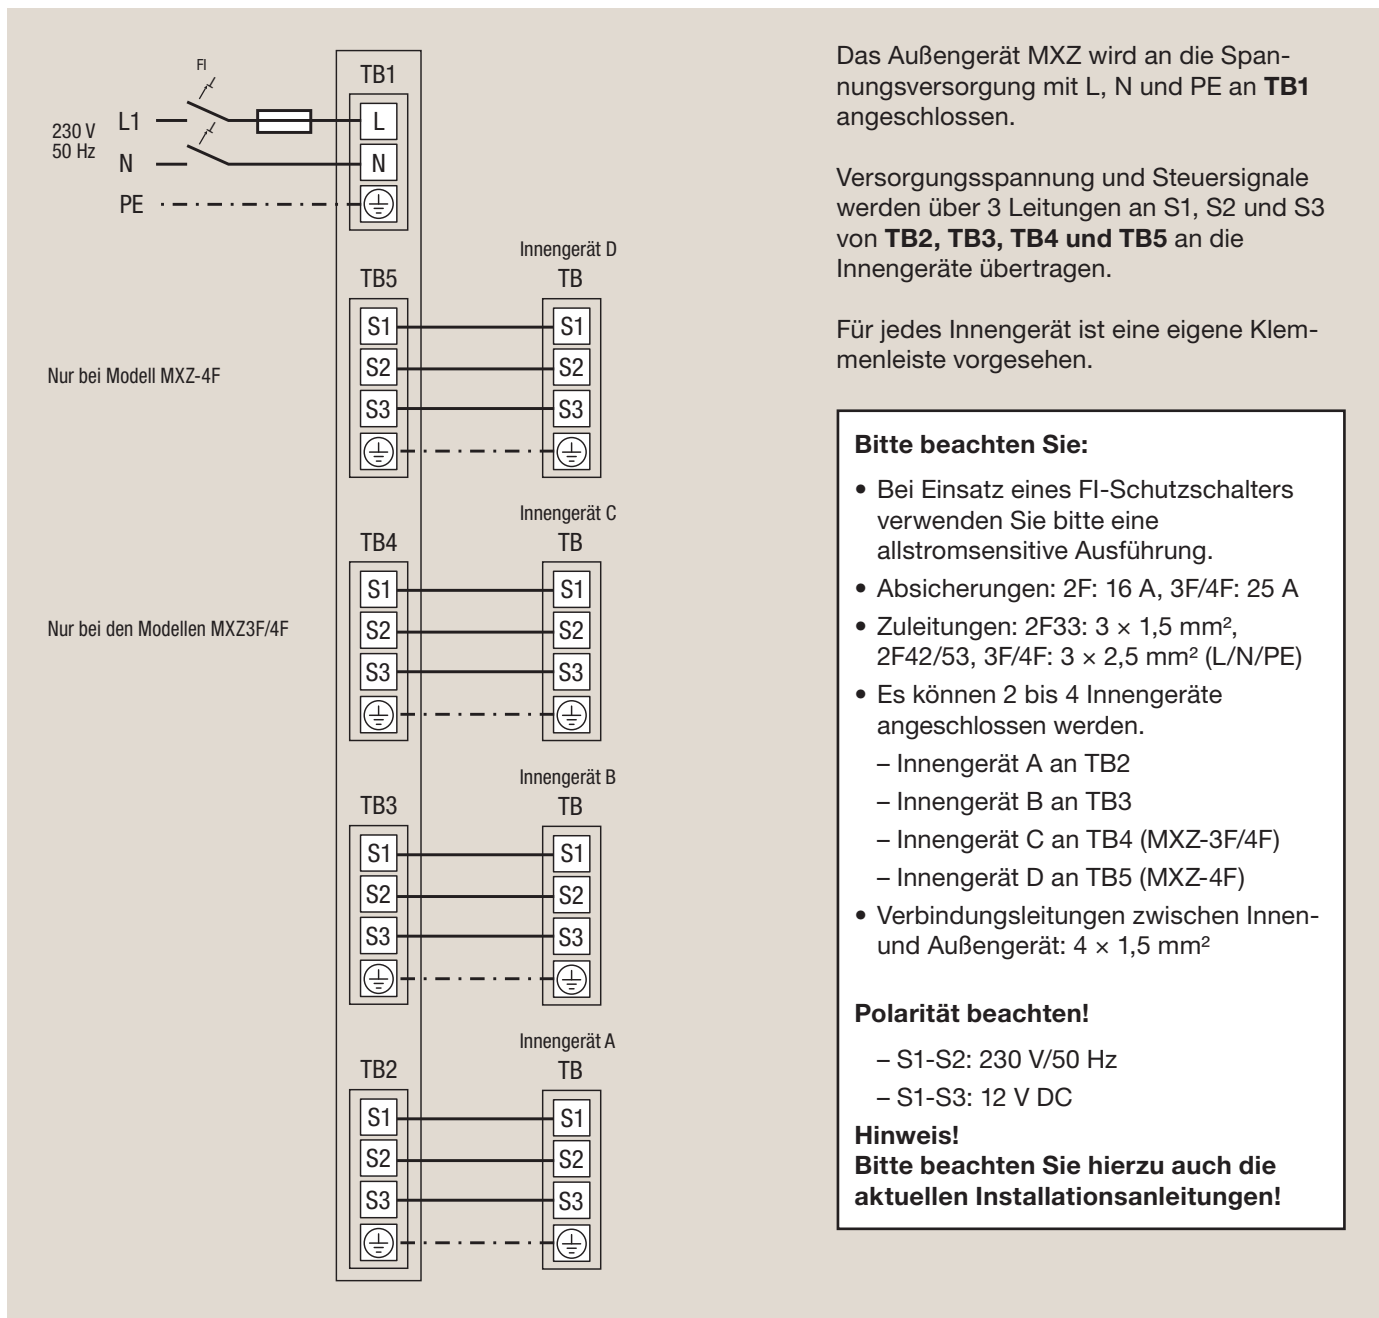 FI
TB1
230 V
50 Hz
L1
L
N
N
PE
Innengerät D
TB5
TB
S1
S1
S2
S2
Nur bei Modell MXZ-4F
S3
S3
Innengerät C
TB4
TB
S1
S1
Nur bei den Modellen MXZ3F/4F
S2
S2
S3
S3
Innengerät B
TB3
TB
S1
S1
S2
S2
S3
S3
Innengerät A
TB2
TB
S1
S1
S2
S2
S3
S3
Das Außengerät MXZ wird an die Span-
nungsversorgung mit L, N und PE an TB1
angeschlossen.
Versorgungsspannung und Steuersignale
werden über 3 Leitungen an S1, S2 und S3
von TB2, TB3, TB4 und TB5 an die
Innengeräte übertragen.
Für jedes Innengerät ist eine eigene Klem-
menleiste vorgesehen.
Bitte beachten Sie:
• Bei Einsatz eines FI-Schutzschalters
verwenden Sie bitte eine
allstromsensitive Ausführung.
• Absicherungen: 2F: 16 A, 3F/4F: 25 A
• Zuleitungen: 2F33: 3 × 1,5 mm²,
2F42/53, 3F/4F: 3 × 2,5 mm² (L/N/PE)
• Es können 2 bis 4 Innengeräte
angeschlossen werden.
– Innengerät A an TB2
– Innengerät B an TB3
– Innengerät C an TB4 (MXZ-3F/4F)
– Innengerät D an TB5 (MXZ-4F)
• Verbindungsleitungen zwischen Innen-
und Außengerät: 4 × 1,5 mm²
Polarität beachten!
– S1-S2: 230 V/50 Hz
– S1-S3: 12 V DC
Hinweis!
Bitte beachten Sie hierzu auch die
aktuellen Installationsanleitungen!